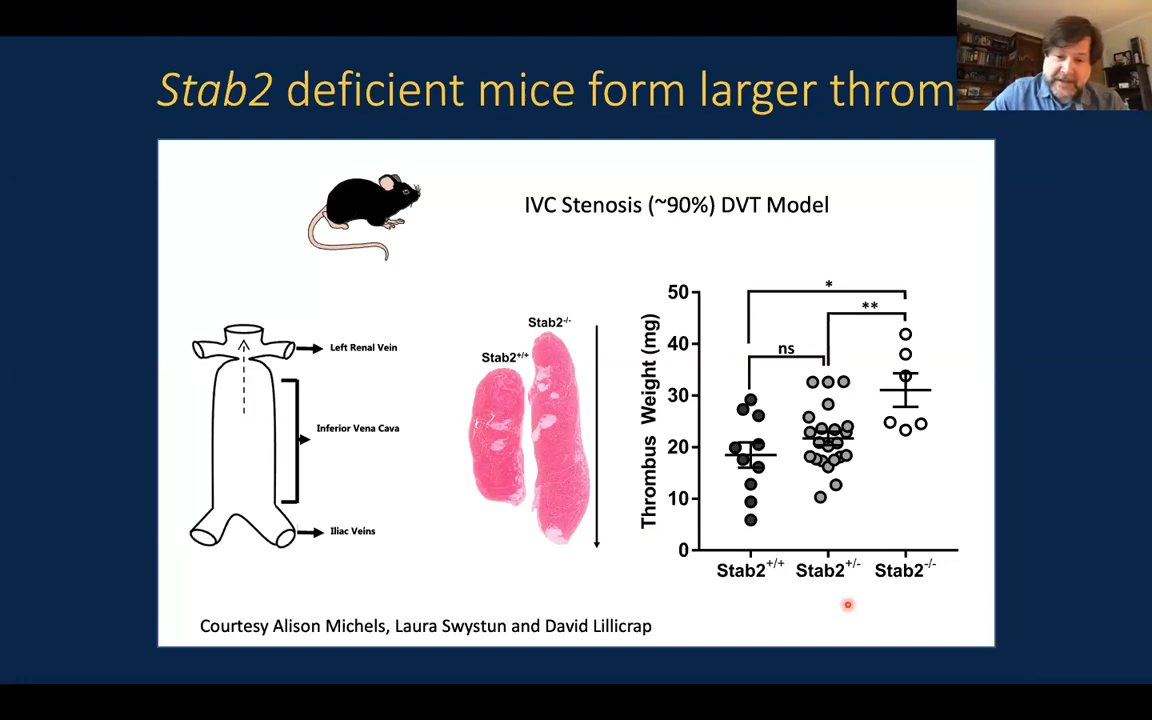 Stab2 deficient mice form larger throm
IVC Stenosis (~90%) DVT Model
Left Renal Vein
Inferior Vena Cava
Iliac Veins
Stab2-/-
Stab2+/+
Thrombus Weight (mg)
50
40
30
20
10
0
*
**
ns
Stab2+/+ Stab2+/- Stab2-/-
Courtesy Alison Michels, Laura Swystun and David Lillicrap